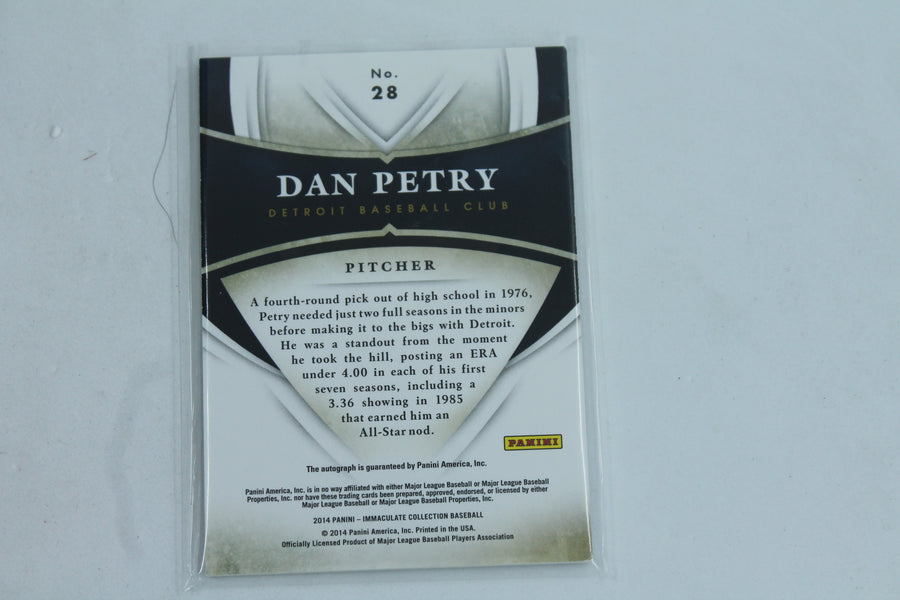 No.
28
DAN PETRY
DETROIT BASEBALL CLUB
PITCHER
A fourth-round pick out of high school in 1976,
Petry needed just two full seasons in the minors
before making it to the bigs with Detroit.
He was a standout from the moment
he took the hill, posting an ERA
under 4.00 in each of his first
seven seasons, including a
3.36 showing in 1985
that earned him an
All-Star nod.
PANINI
The autograph is guaranteed by Panini America, Inc.
Panini America, Inc. is in no way affiliated with either Major League Baseball or Major League Baseball
Properties, Inc. nor have these trading cards been prepared, approved, endorsed, or licensed by either
Major League Baseball or Major League Baseball Properties, Inc.
2014 PANINI – IMMACULATE COLLECTION BASEBALL
© 2014 Panini America, Inc. Printed in the USA.
Officially Licensed Product of Major League Baseball Players Association